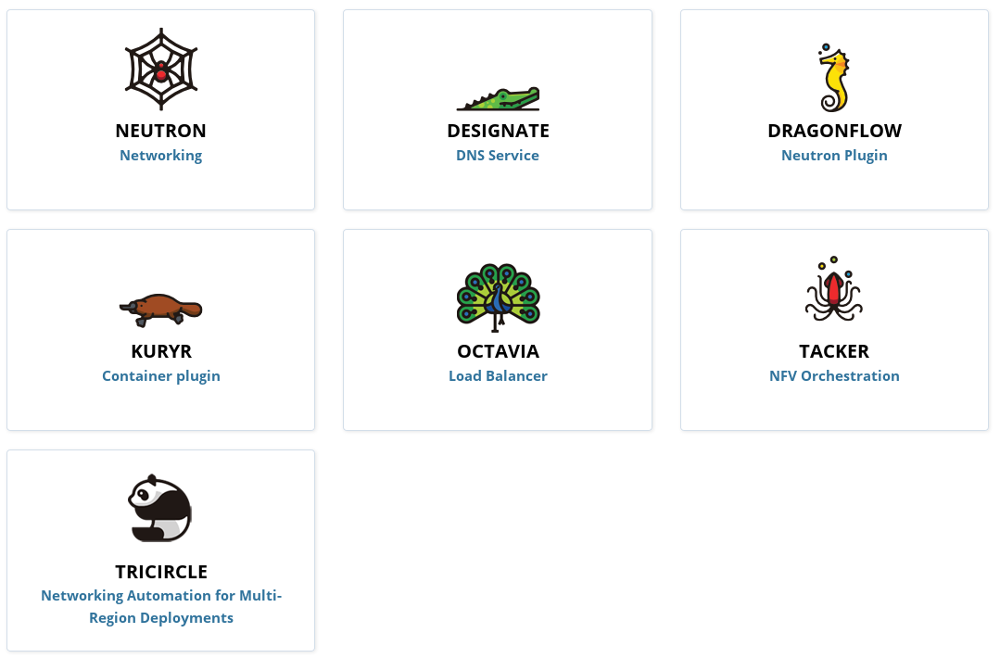 NEUTRON
Networking
DESIGNATE
DNS Service
DRAGONFLOW
Neutron Plugin
KURYR
Container plugin
OCTAVIA
Load Balancer
TACKER
NFV Orchestration
TRICIRCLE
Networking Automation for Multi-
Region Deployments